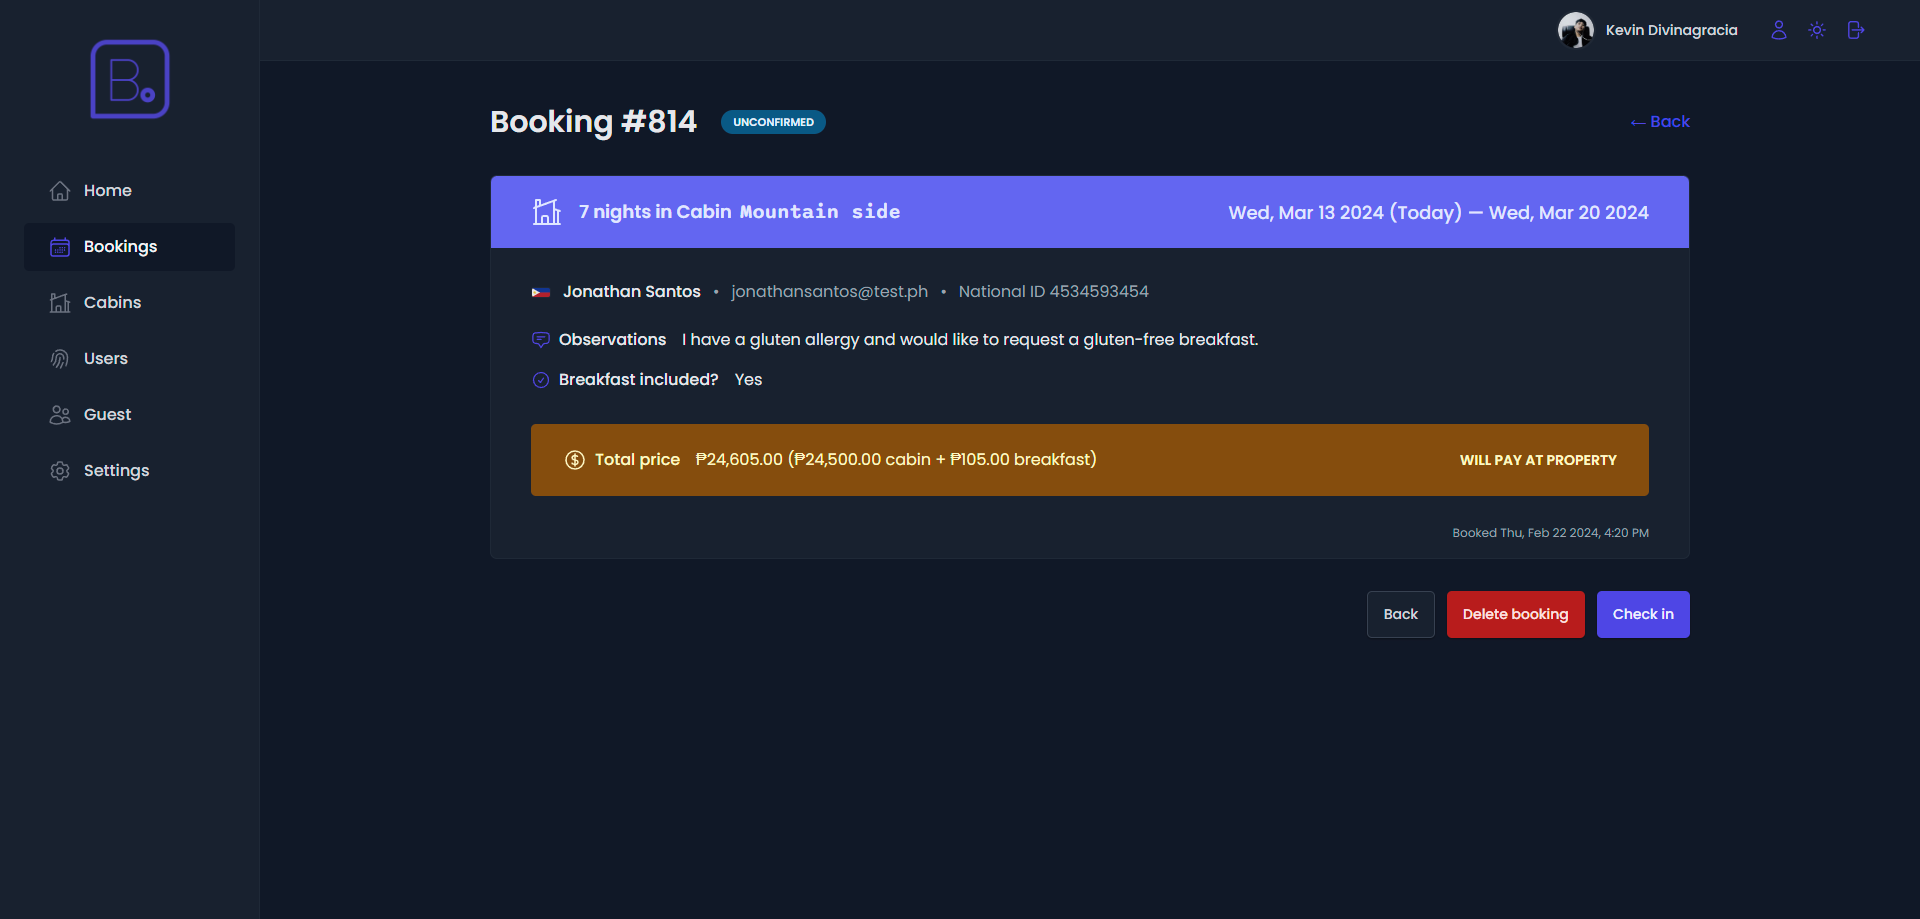 B.
Kevin Divinagracia
Home
Bookings
Cabins
Users
Guest
Settings
Booking #814
UNCONFIRMED
← Back
7 nights in Cabin Mountain side
Wed, Mar 13 2024 (Today) — Wed, Mar 20 2024
Jonathan Santos • jonathansantos@test.ph • National ID 4534593454
Observations I have a gluten allergy and would like to request a gluten-free breakfast.
Breakfast included? Yes
Total price ₱24,605.00 (₱24,500.00 cabin + ₱105.00 breakfast)
WILL PAY AT PROPERTY
Booked Thu, Feb 22 2024, 4:20 PM
Back
Delete booking
Check in